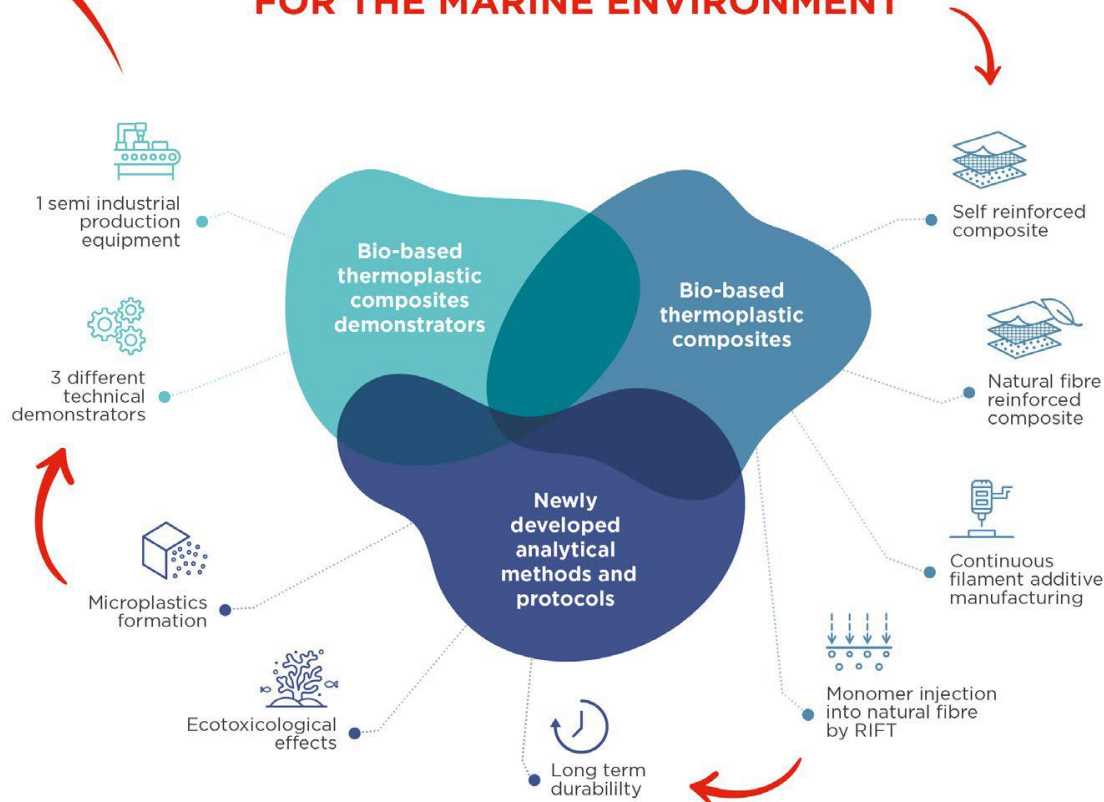 FOR THE MARINE ENVIRONMENT
1 semi industrial
production
equipment
3 different
technical
demonstrators
Bio-based
thermoplastic
composites
demonstrators
Bio-based
thermoplastic
composites
Self reinforced
composite
Natural fibre
reinforced
composite
Continuous
filament additive
manufacturing
Monomer injection
into natural fibre
by RIFT
Newly
developed
analytical
methods and
protocols
Microplastics
formation
Ecotoxicological
effects
Long term
durabililty